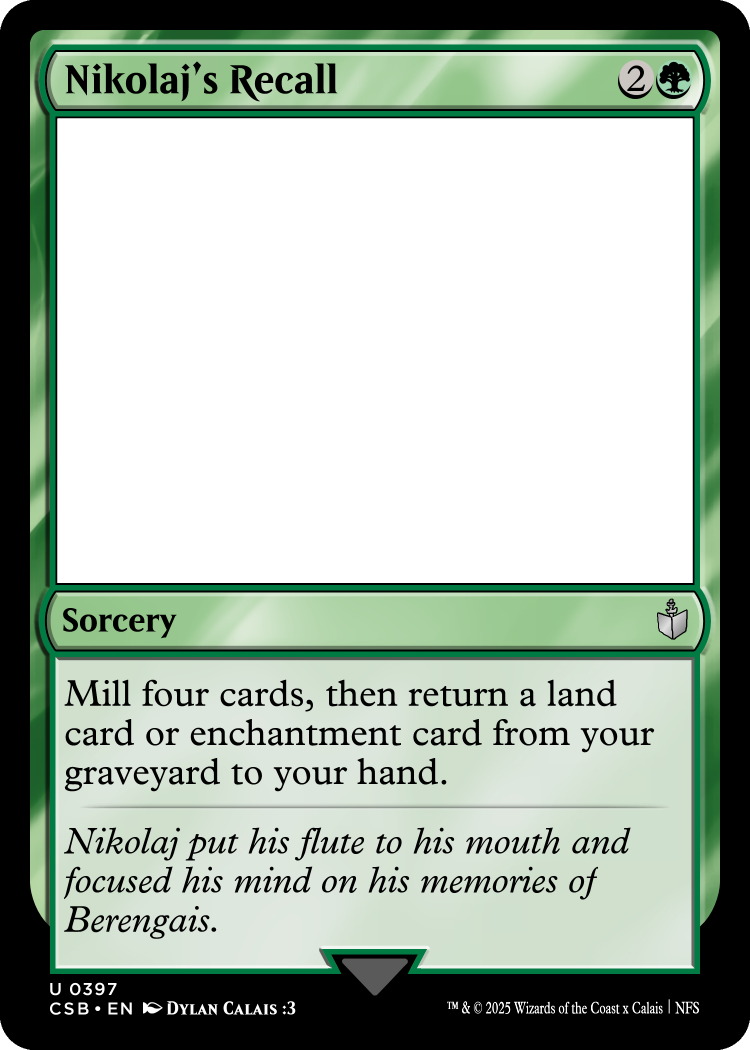 Nikolaj's Recall 2
Sorcery
Mill four cards, then return a land
card or enchantment card from your
graveyard to your hand.
Nikolaj put his flute to his mouth and
focused his mind on his memories of
Berengais.
U 0397
CSB • EN Dylan Calais :3
™ & © 2025 Wizards of the Coast x Calais | NFS